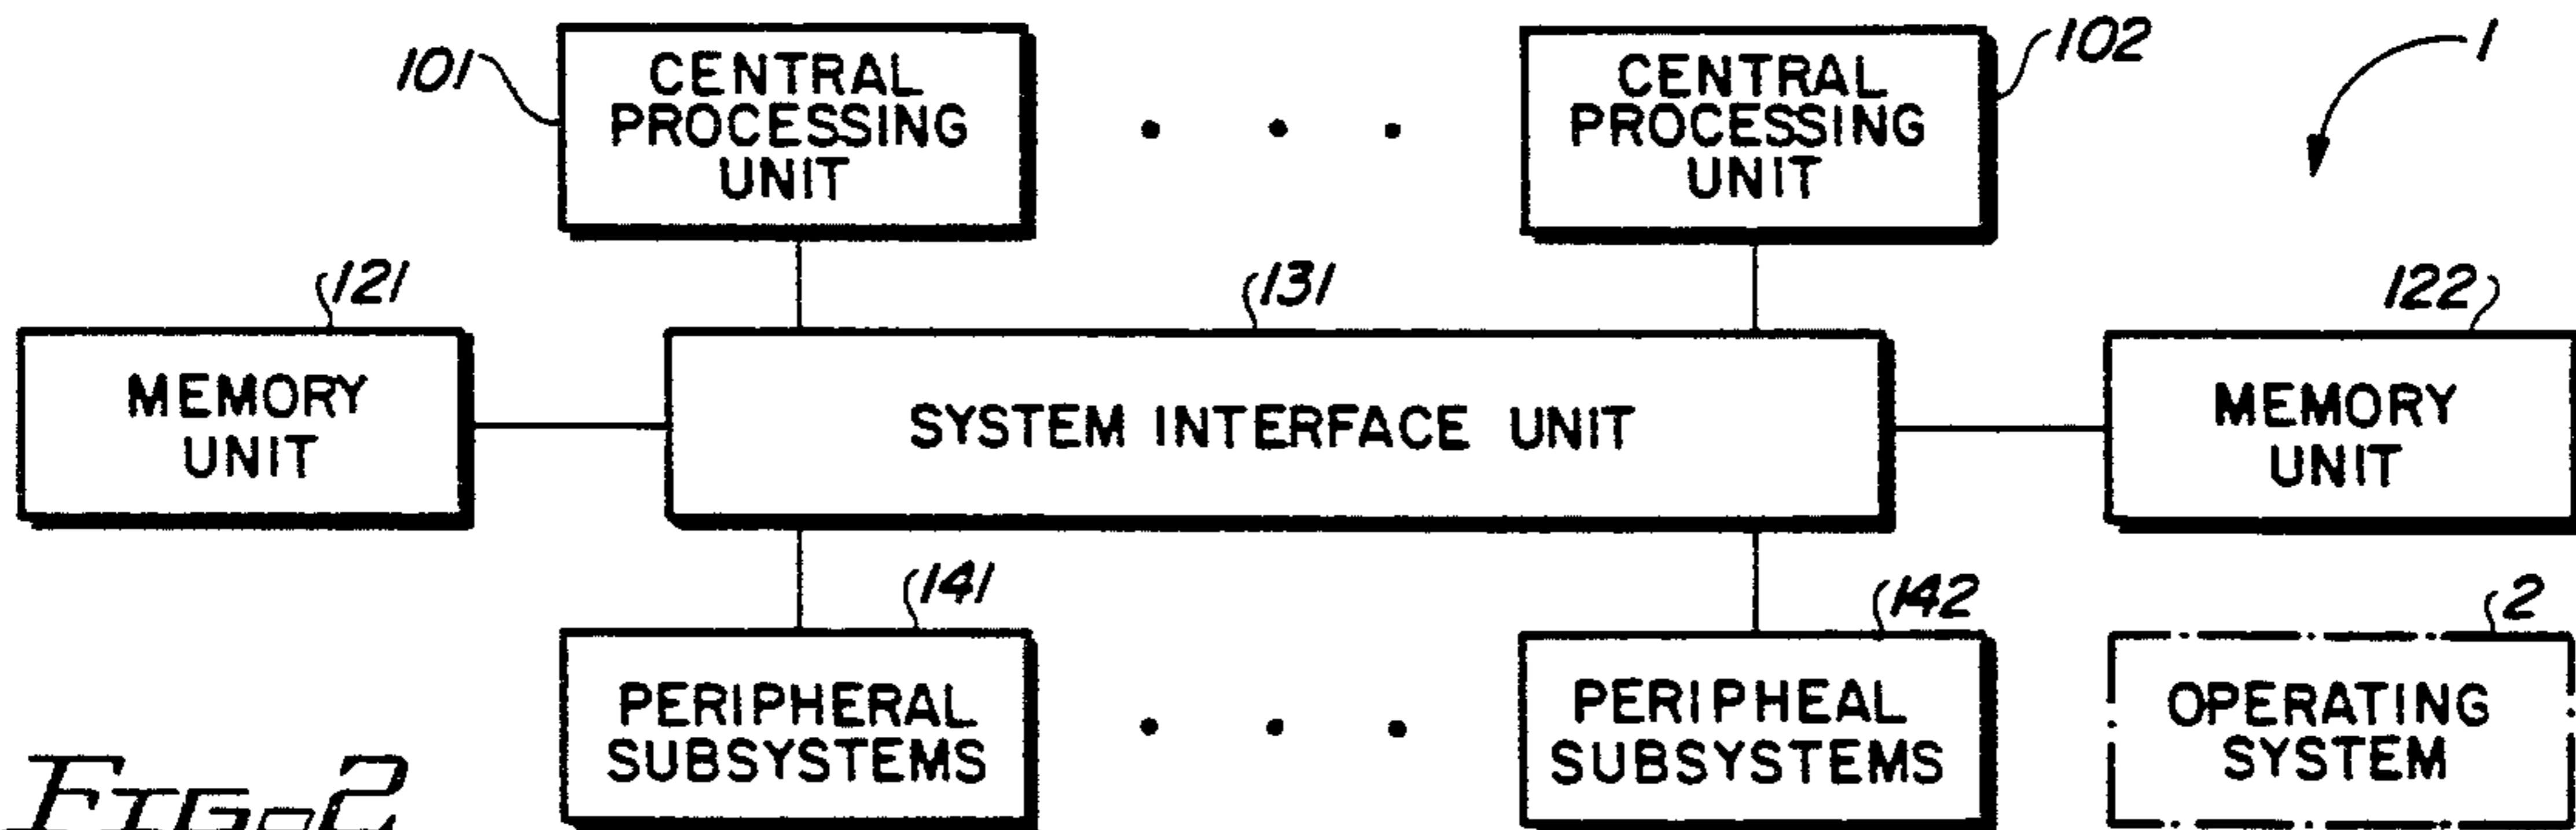 101
CENTRAL
PROCESSING
UNIT
CENTRAL
PROCESSING
UNIT
102
1
121
MEMORY
UNIT
131
SYSTEM INTERFACE UNIT
122
MEMORY
UNIT
141
PERIPHERAL
SUBSYSTEMS
142
PERIPHEAL
SUBSYSTEMS
2
OPERATING
SYSTEM
FIG-2